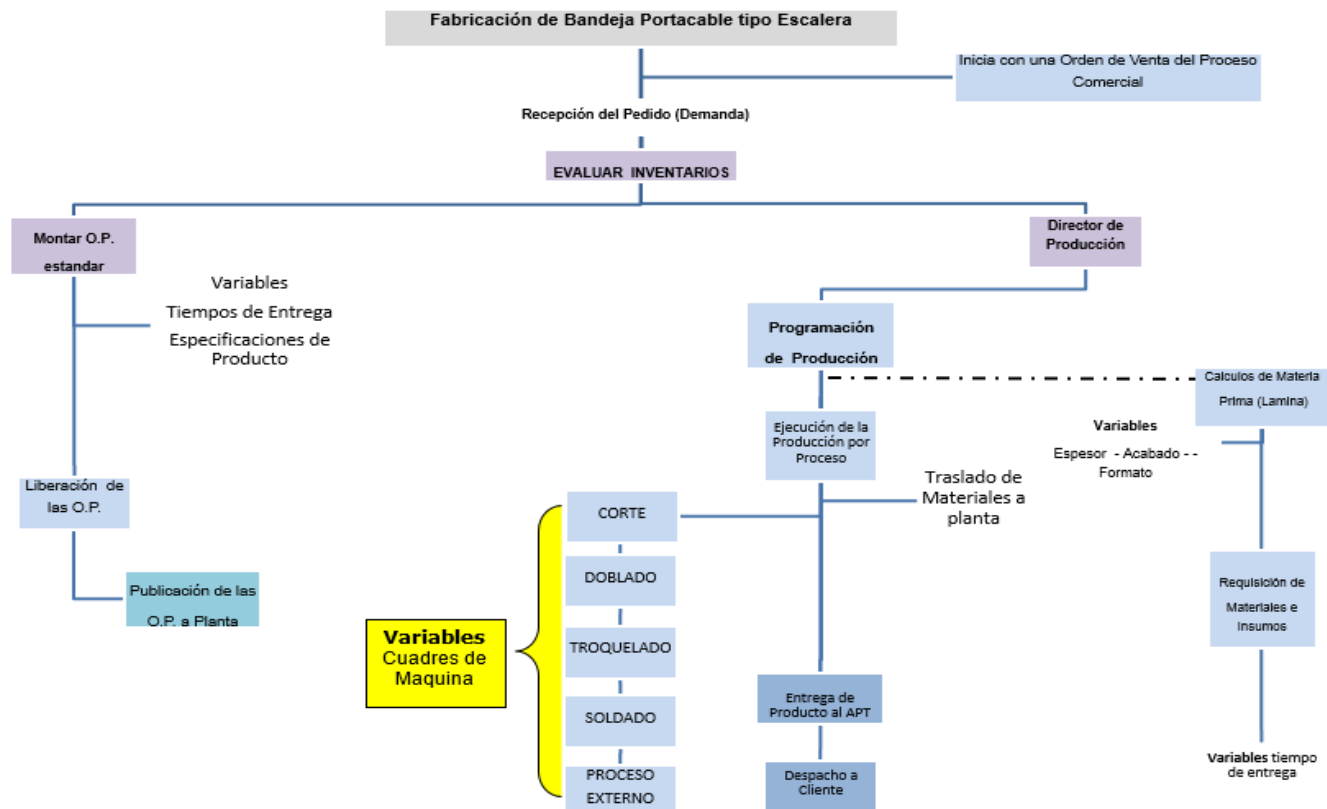 Fabricación de Bandeja Portacable tipo Escalera
Inicia con una Orden de Venta del Proceso
Comercial
Recepción del Pedido (Demanda)
EVALUAR INVENTARIOS
Montar O.P.
estandar
Director de
Producción
Variables
Tiempos de Entrega
Especificaciones de
Producto
Programación
de Producción
Calculos de Materia
Prima (Lamina)
Variables
Espesor - Acabado - -
Formato
Ejecución de la
Producción por
Proceso
Liberación de
las O.P.
Traslado de
Materiales a
planta
CORTE
DOBLADO
TROQUELADO
SOLDADO
PROCESO
EXTERNO
Publicación de las
O.P. a Planta
Variables
Cuadres de
Maquina
Requisición de
Materiales e
Insumos
Entrega de
Producto al APT
Despacho a
Cliente
Variables tiempo
de entrega